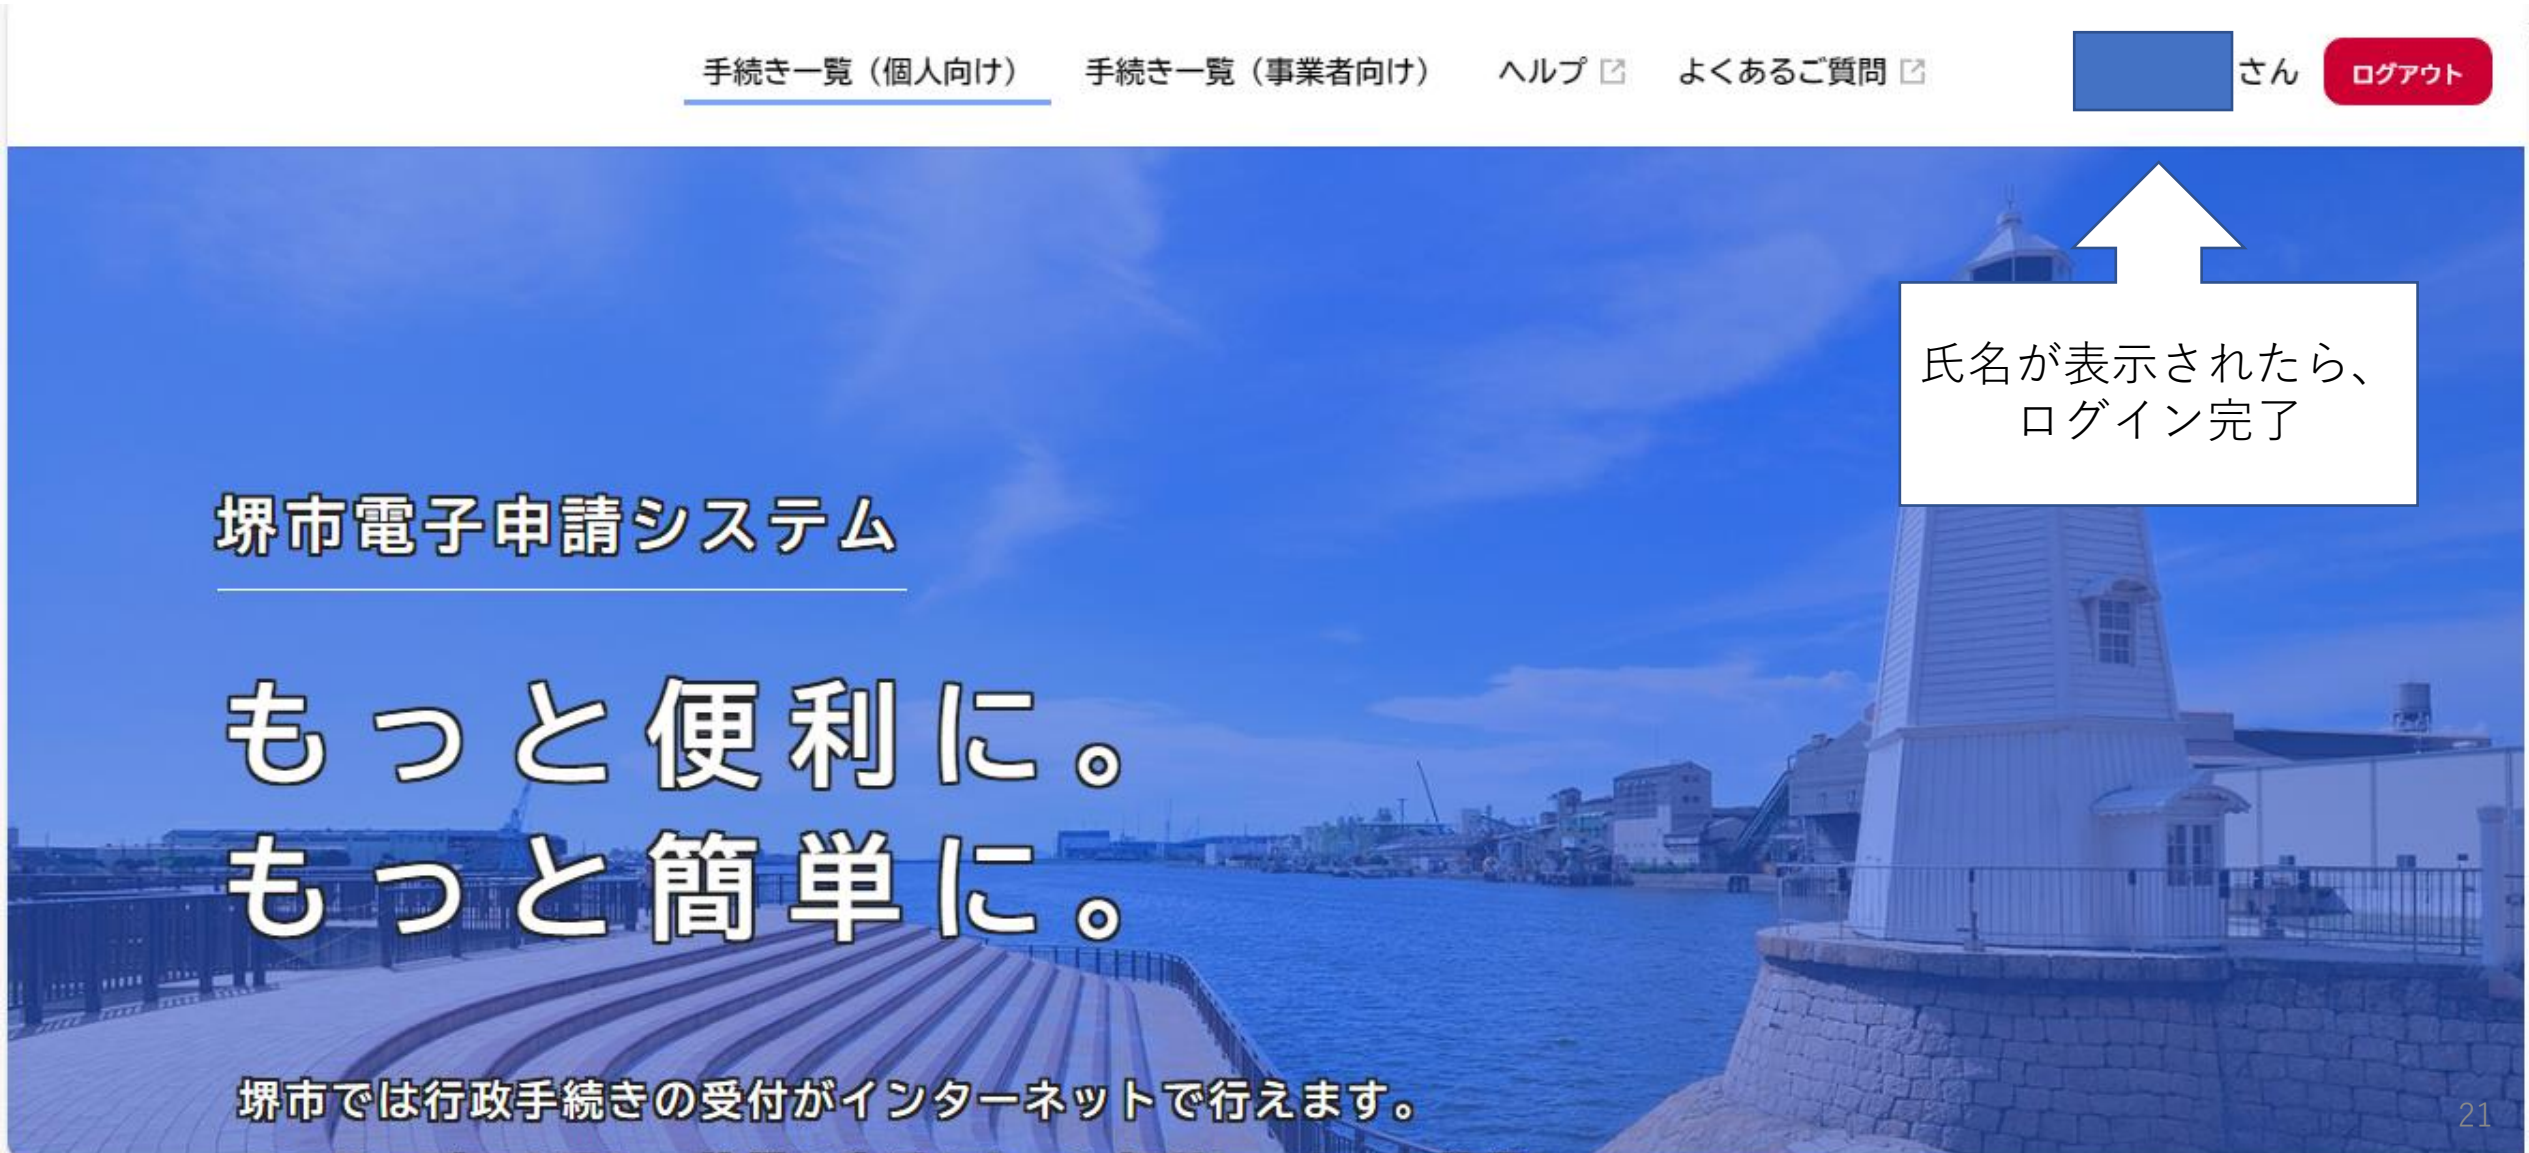 手続き一覧（個人向け） 手続き一覧（事業者向け） ヘルプ よくあるご質問 さん ログアウト
氏名が表示されたら、
ログイン完了
堺市電子申請システム
もっと便利に。
もっと簡単に。
堺市では行政手続きの受付がインターネットで行えます。
21